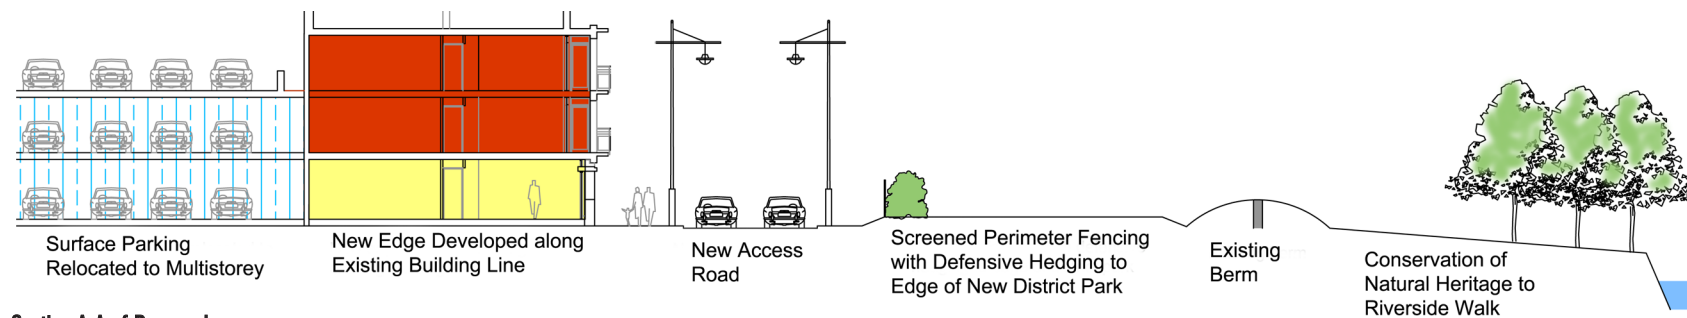 Surface Parking
Relocated to Multistorey
New Edge Developed along
Existing Building Line
New Access
Road
Screened Perimeter Fencing
with Defensive Hedging to
Edge of New District Park
Existing
Berm
Conservation of
Natural Heritage to
Riverside Walk